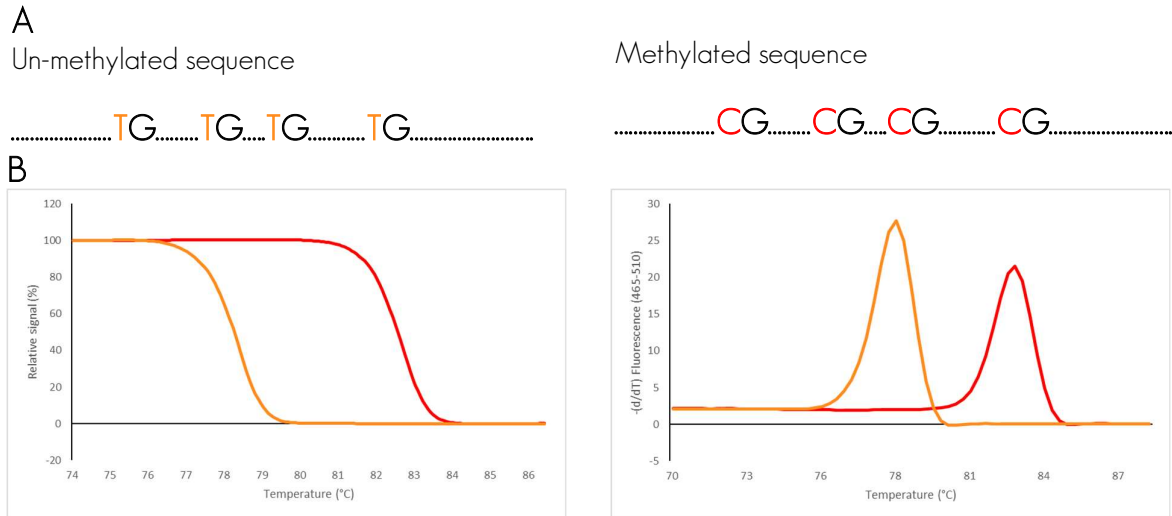 A
Un-methylated sequence
Methylated sequence
....................TG.........TG.....TG...........TG.........................
....................CG.........CG.....CG...........CG.........................
B
120
100
80
60
40
20
0
-20
Relative signal (%)
74 75 76 77 78 79 80 81 82 83 84 85 86
Temperature (°C)
30
25
20
15
10
5
0
-5
-(d/dT) Fluorescence (465-510)
70 73 76 78 81 84 87
Temperature (°C)